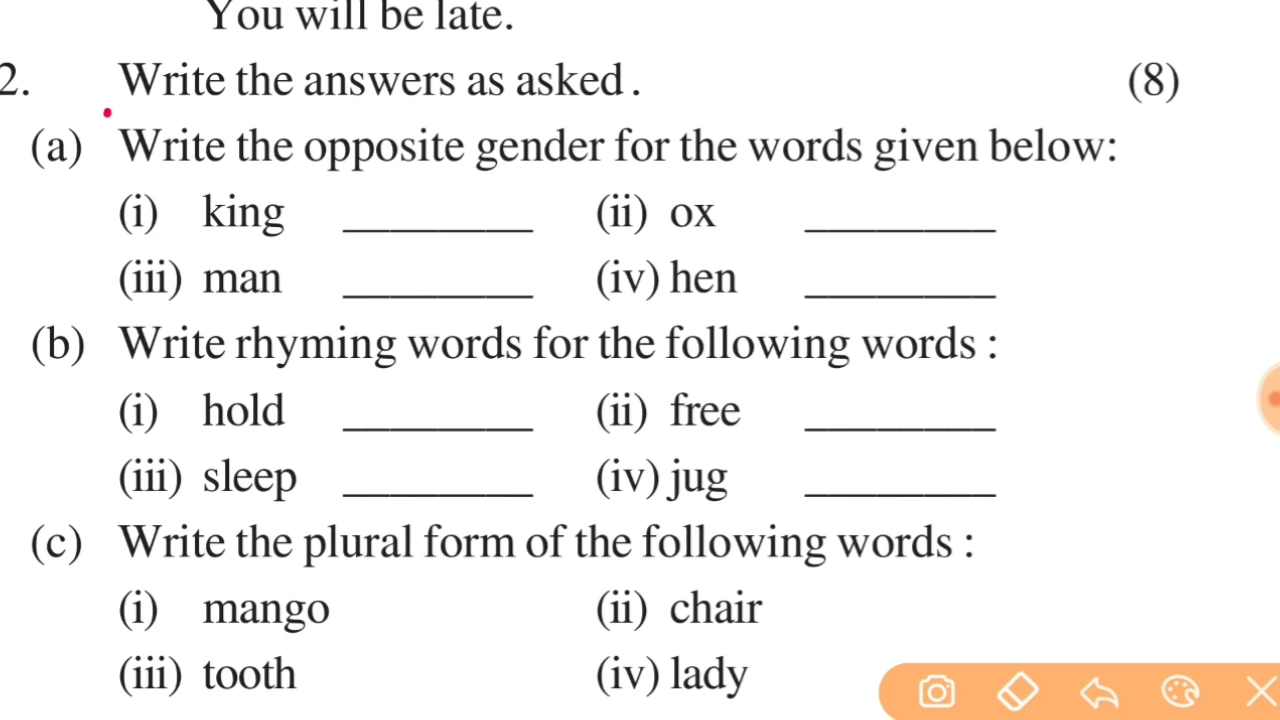 You will be late.
2. Write the answers as asked. (8)
(a) Write the opposite gender for the words given below:
(i) king ________ (ii) ox ________
(iii) man ________ (iv) hen ________
(b) Write rhyming words for the following words :
(i) hold ________ (ii) free ________
(iii) sleep ________ (iv) jug ________
(c) Write the plural form of the following words :
(i) mango (ii) chair
(iii) tooth (iv) lady